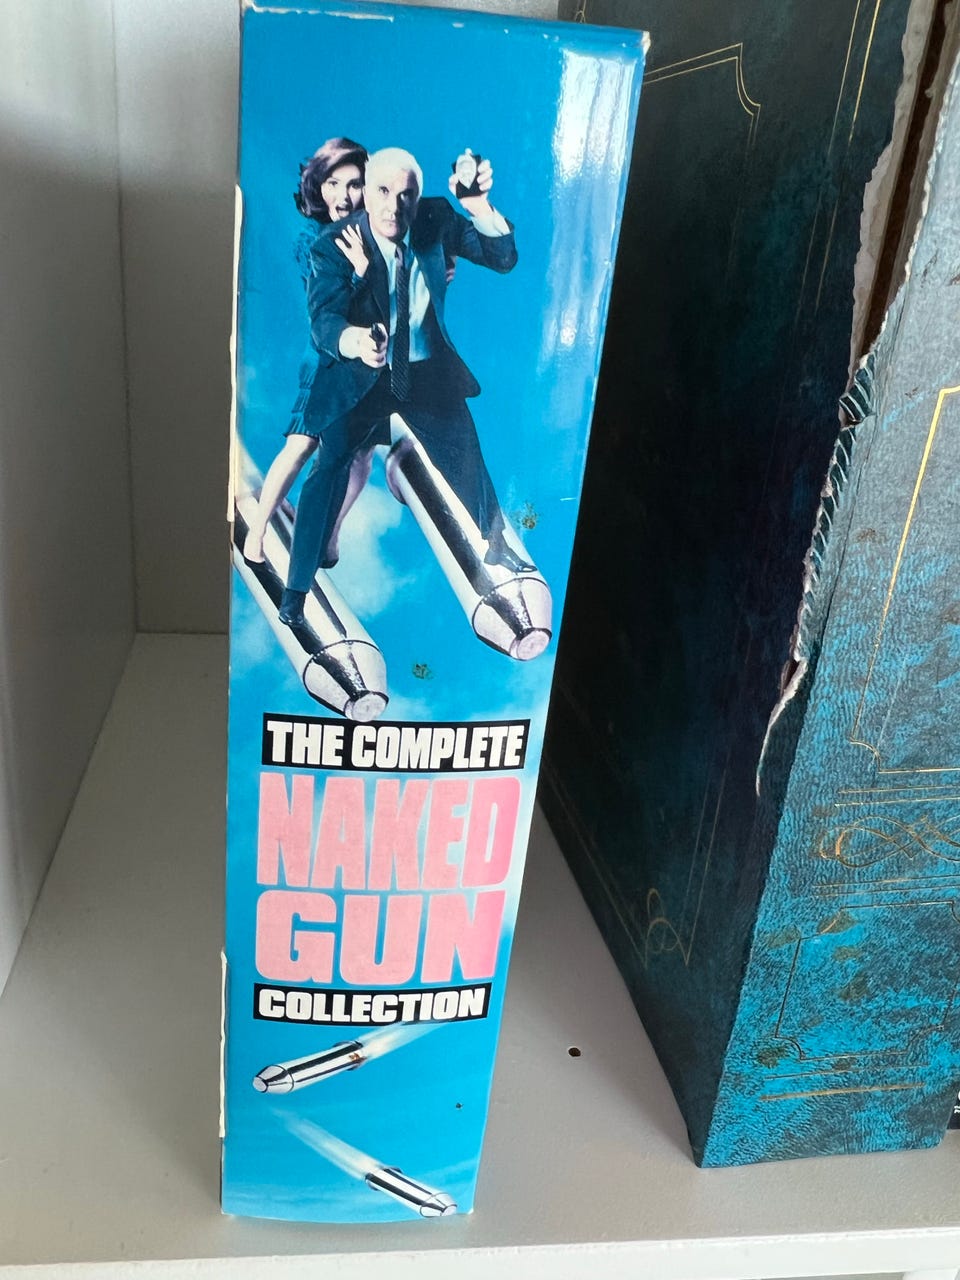 THE COMPLETE
NAKED
GUN
COLLECTION